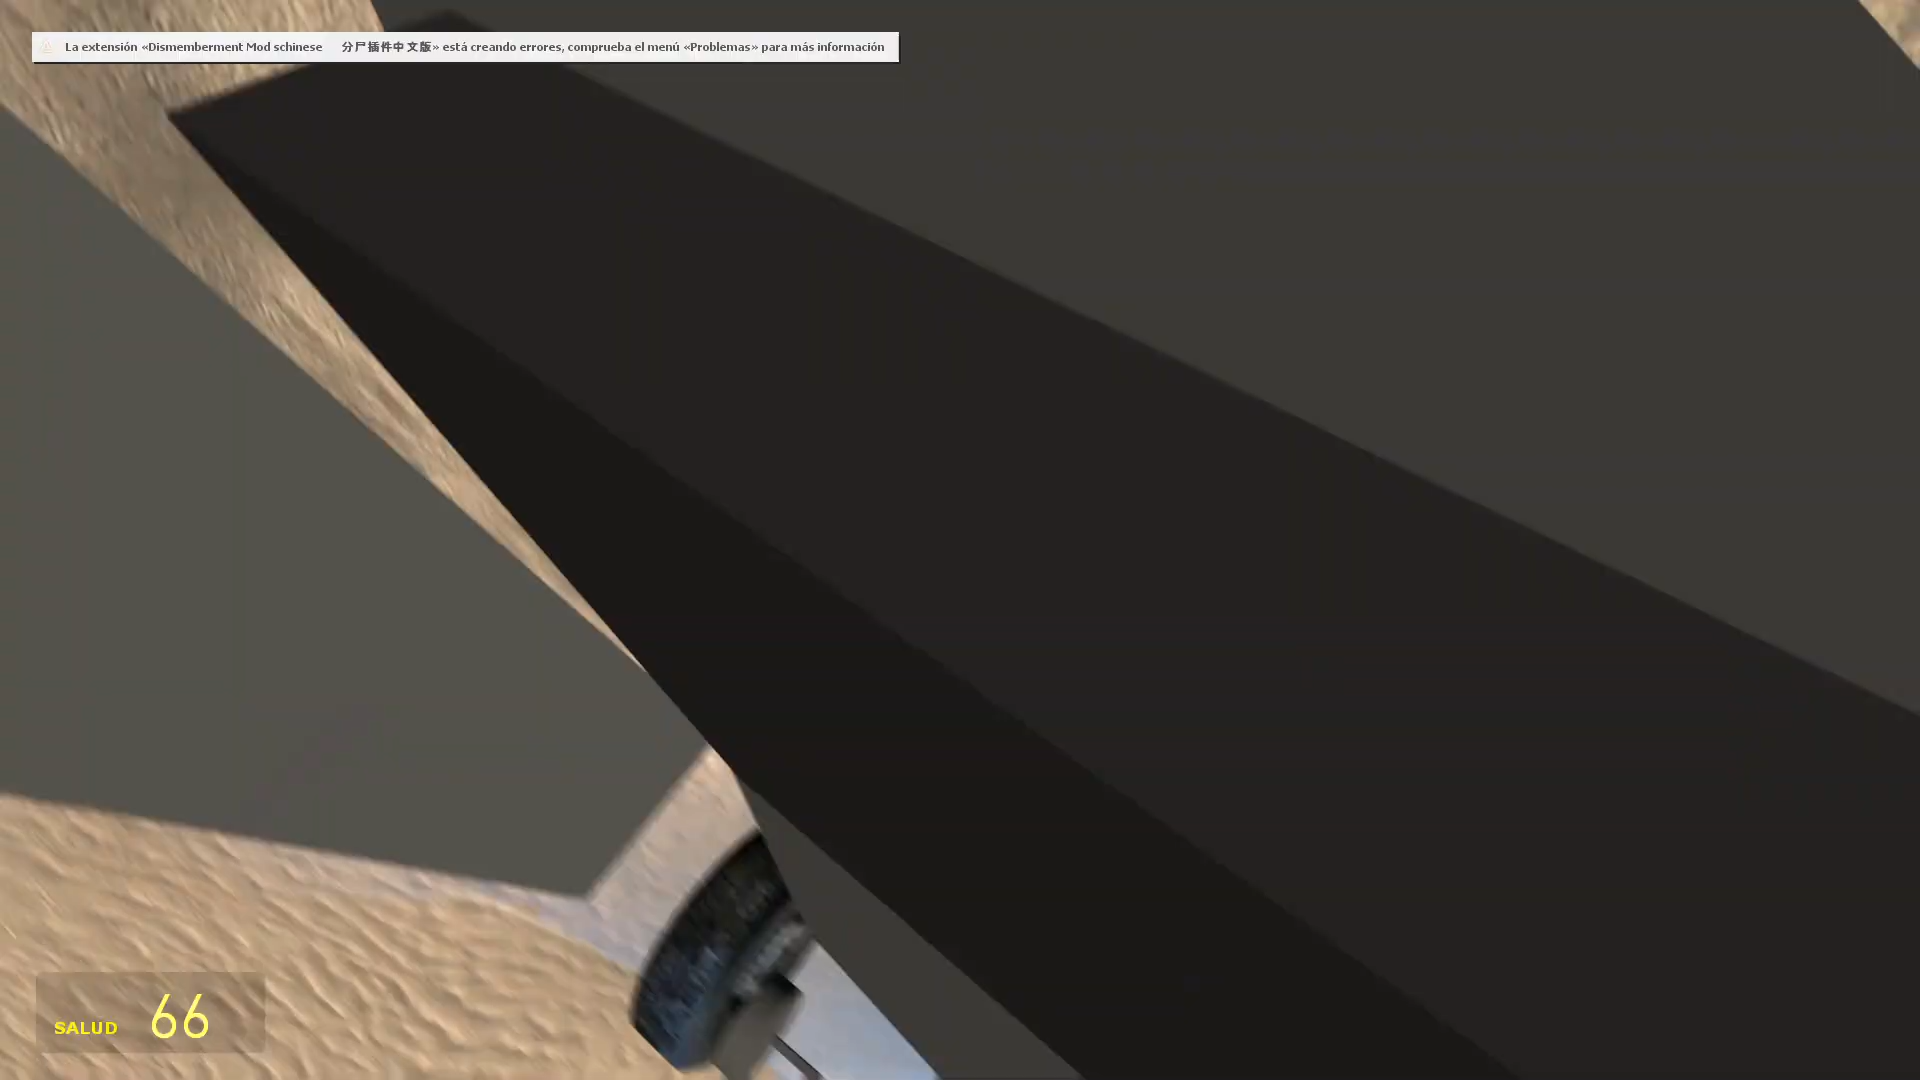 La extensión «Dismemberment Mod schinese 分尸插件中文版» está creando errores, comprueba el menú «Problemas» para más información
SALUD 66